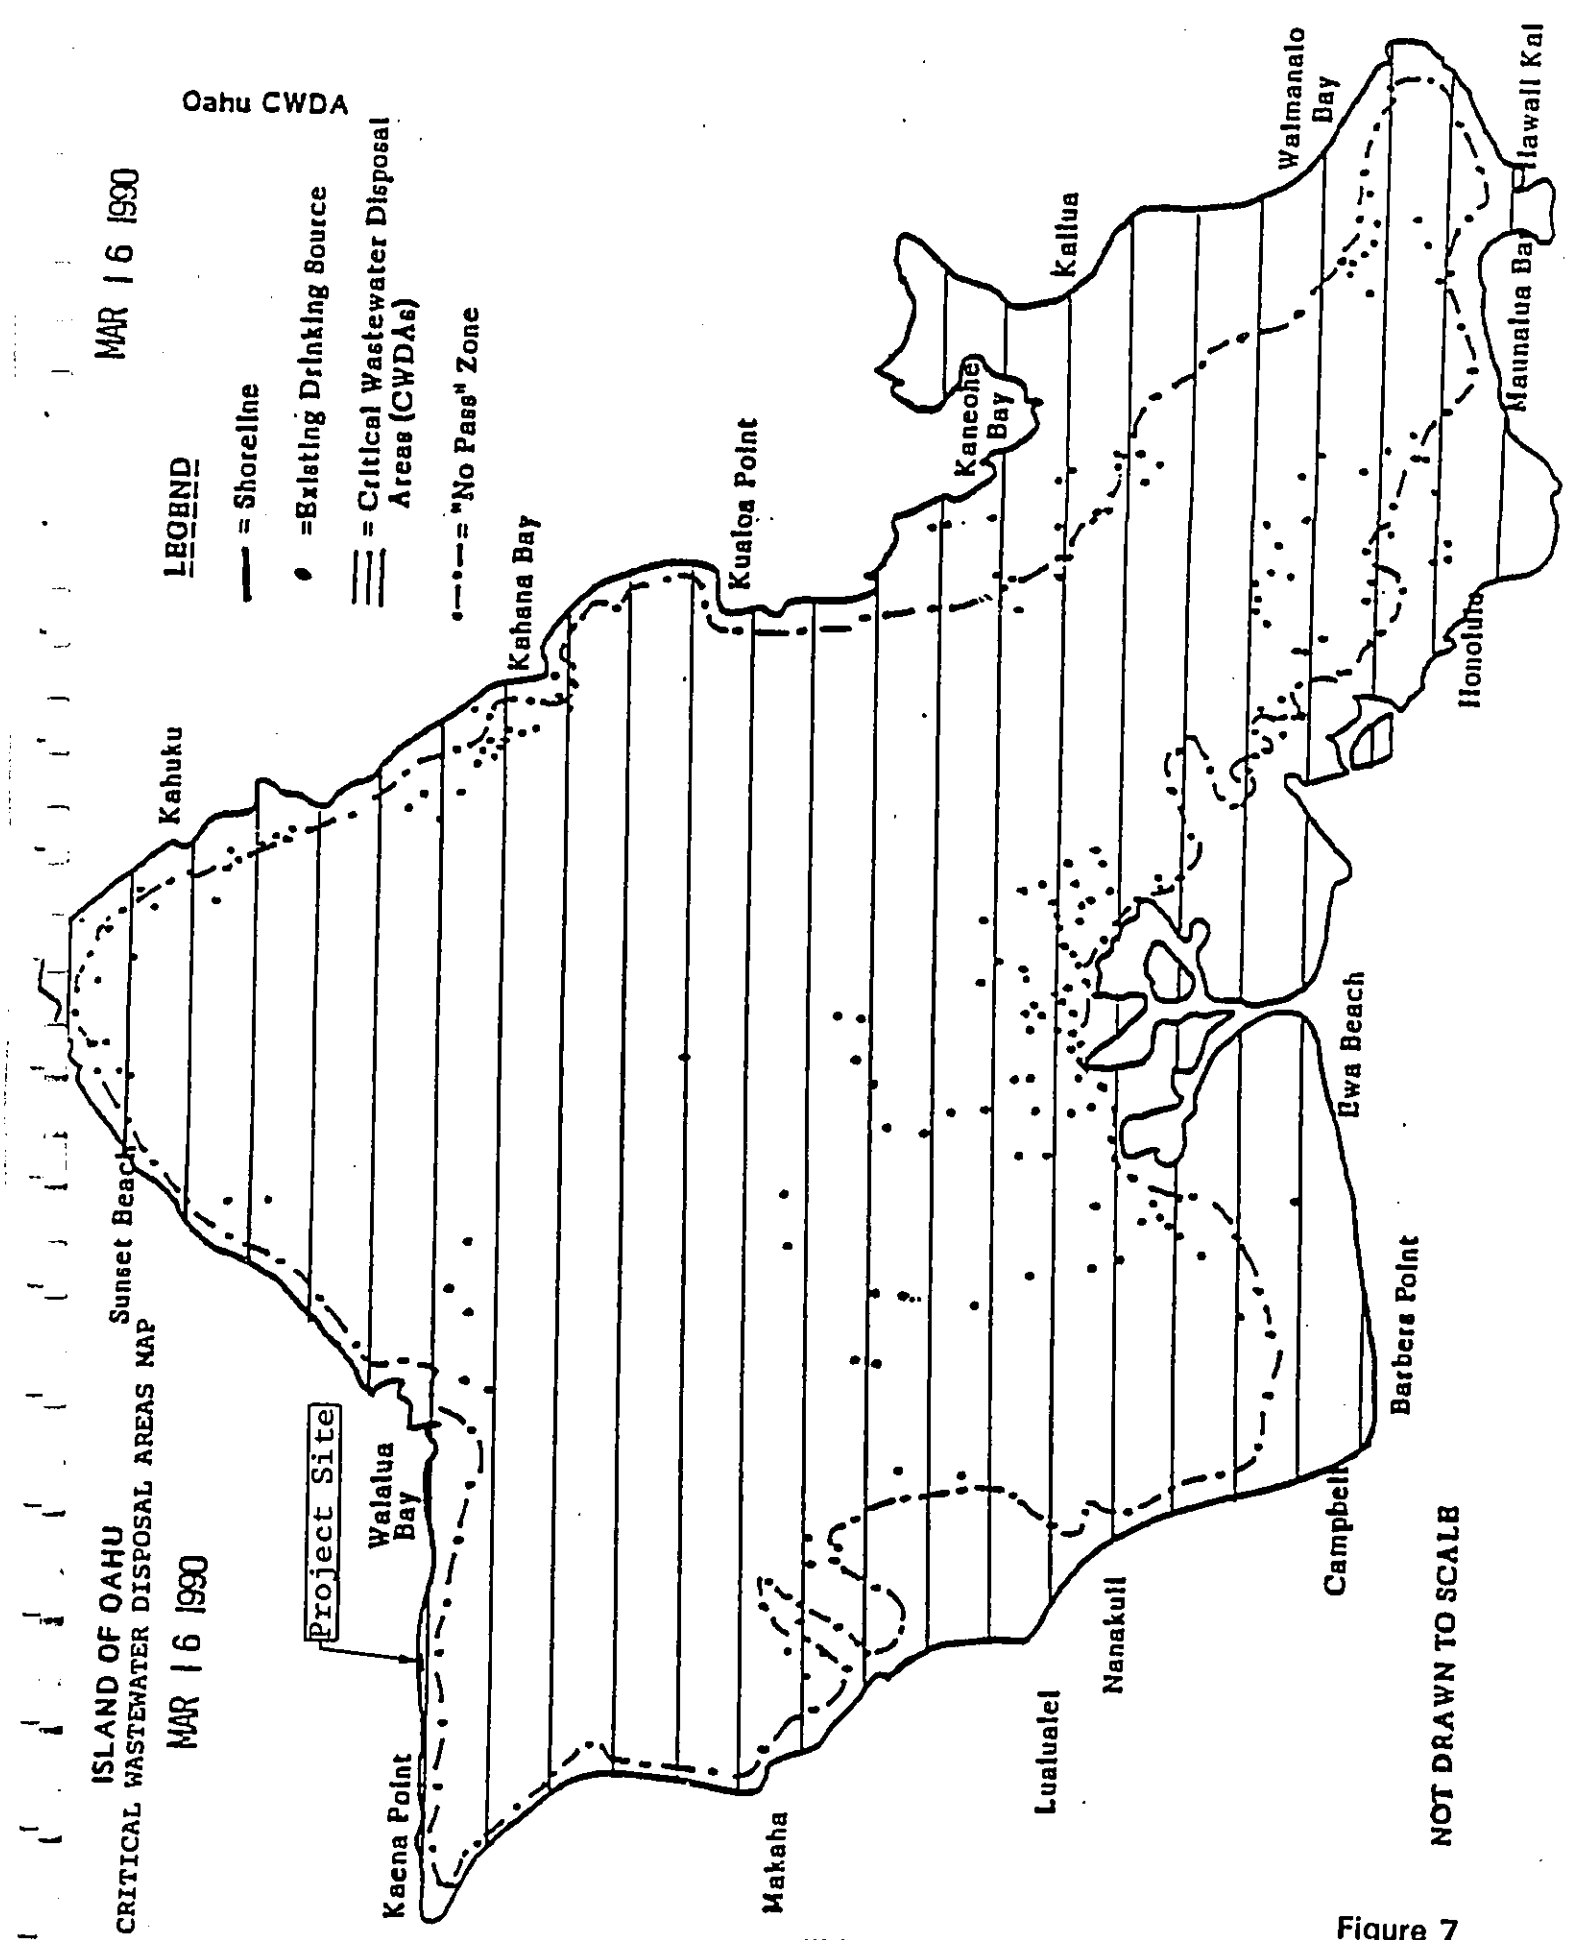 ISLAND OF OAHU
CRITICAL WASTEWATER DISPOSAL AREAS MAP
MAR 16 1990
MAR 16 1990
Oahu CWDA
LEGEND
= Shoreline
=Existing Drinking Source
= Critical Wastewater Disposal
Areas (CWDAs)
= "No Pass" Zone
Kaena Point
Project Site
Waialua
Bay
Sunset Beach
Kahuku
Kahana Bay
Kualoa Point
Kaneohe
Bay
Kailua
Waimanalo
Bay
Makaha
Lualualei
Nanakuli
Campbell
Barbers Point
Ewa Beach
Honolulu
Maunalua Bay
Hawaii Kai
NOT DRAWN TO SCALE
Figure 7